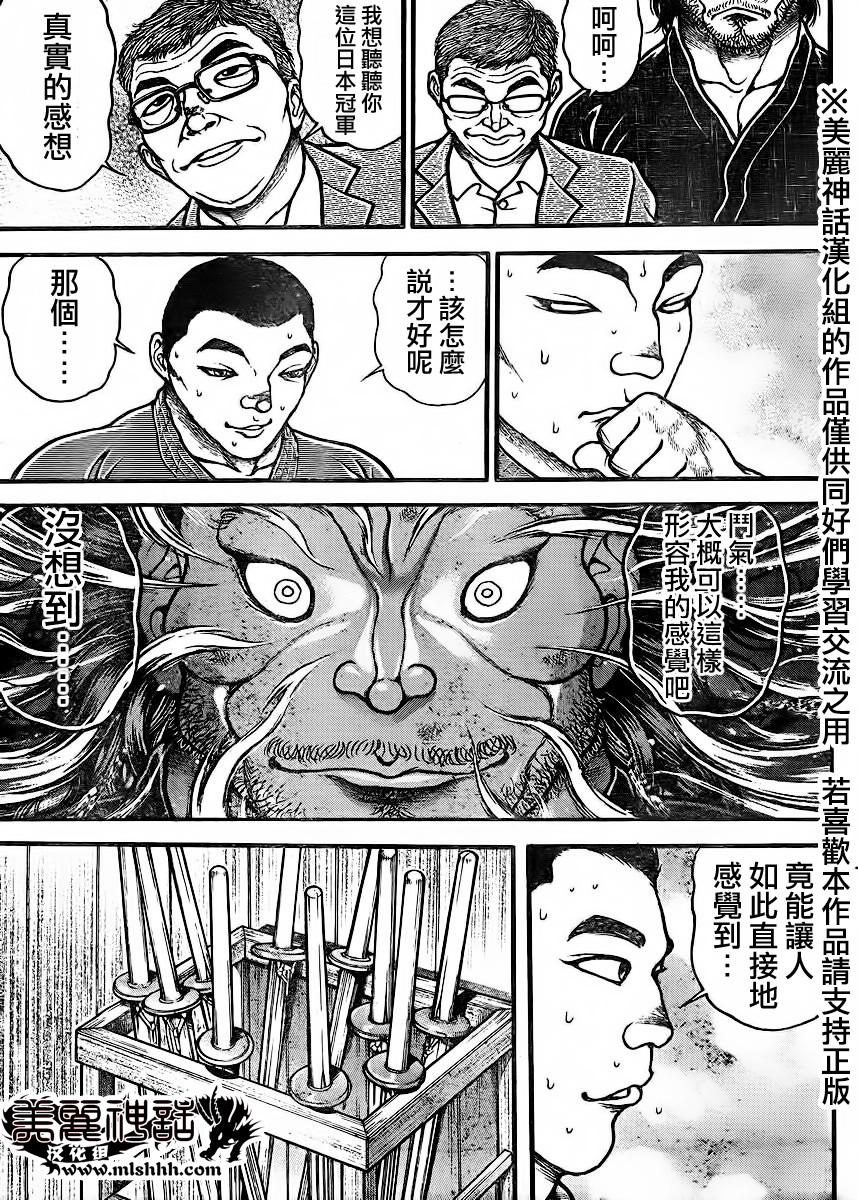 呵呵…
我想聽聽你
這位日本冠軍
真實的感想
…該怎麼
説才好呢
那個……
鬥氣……
大概可以這樣
形容我的感覺吧
沒想到……
竟能讓人
如此直接地
感覺到…
※美麗神話漢化組的作品僅供同好們學習交流之用 若喜歡本作品請支持正版
美麗神話
汉化组
www.mlshhh.com